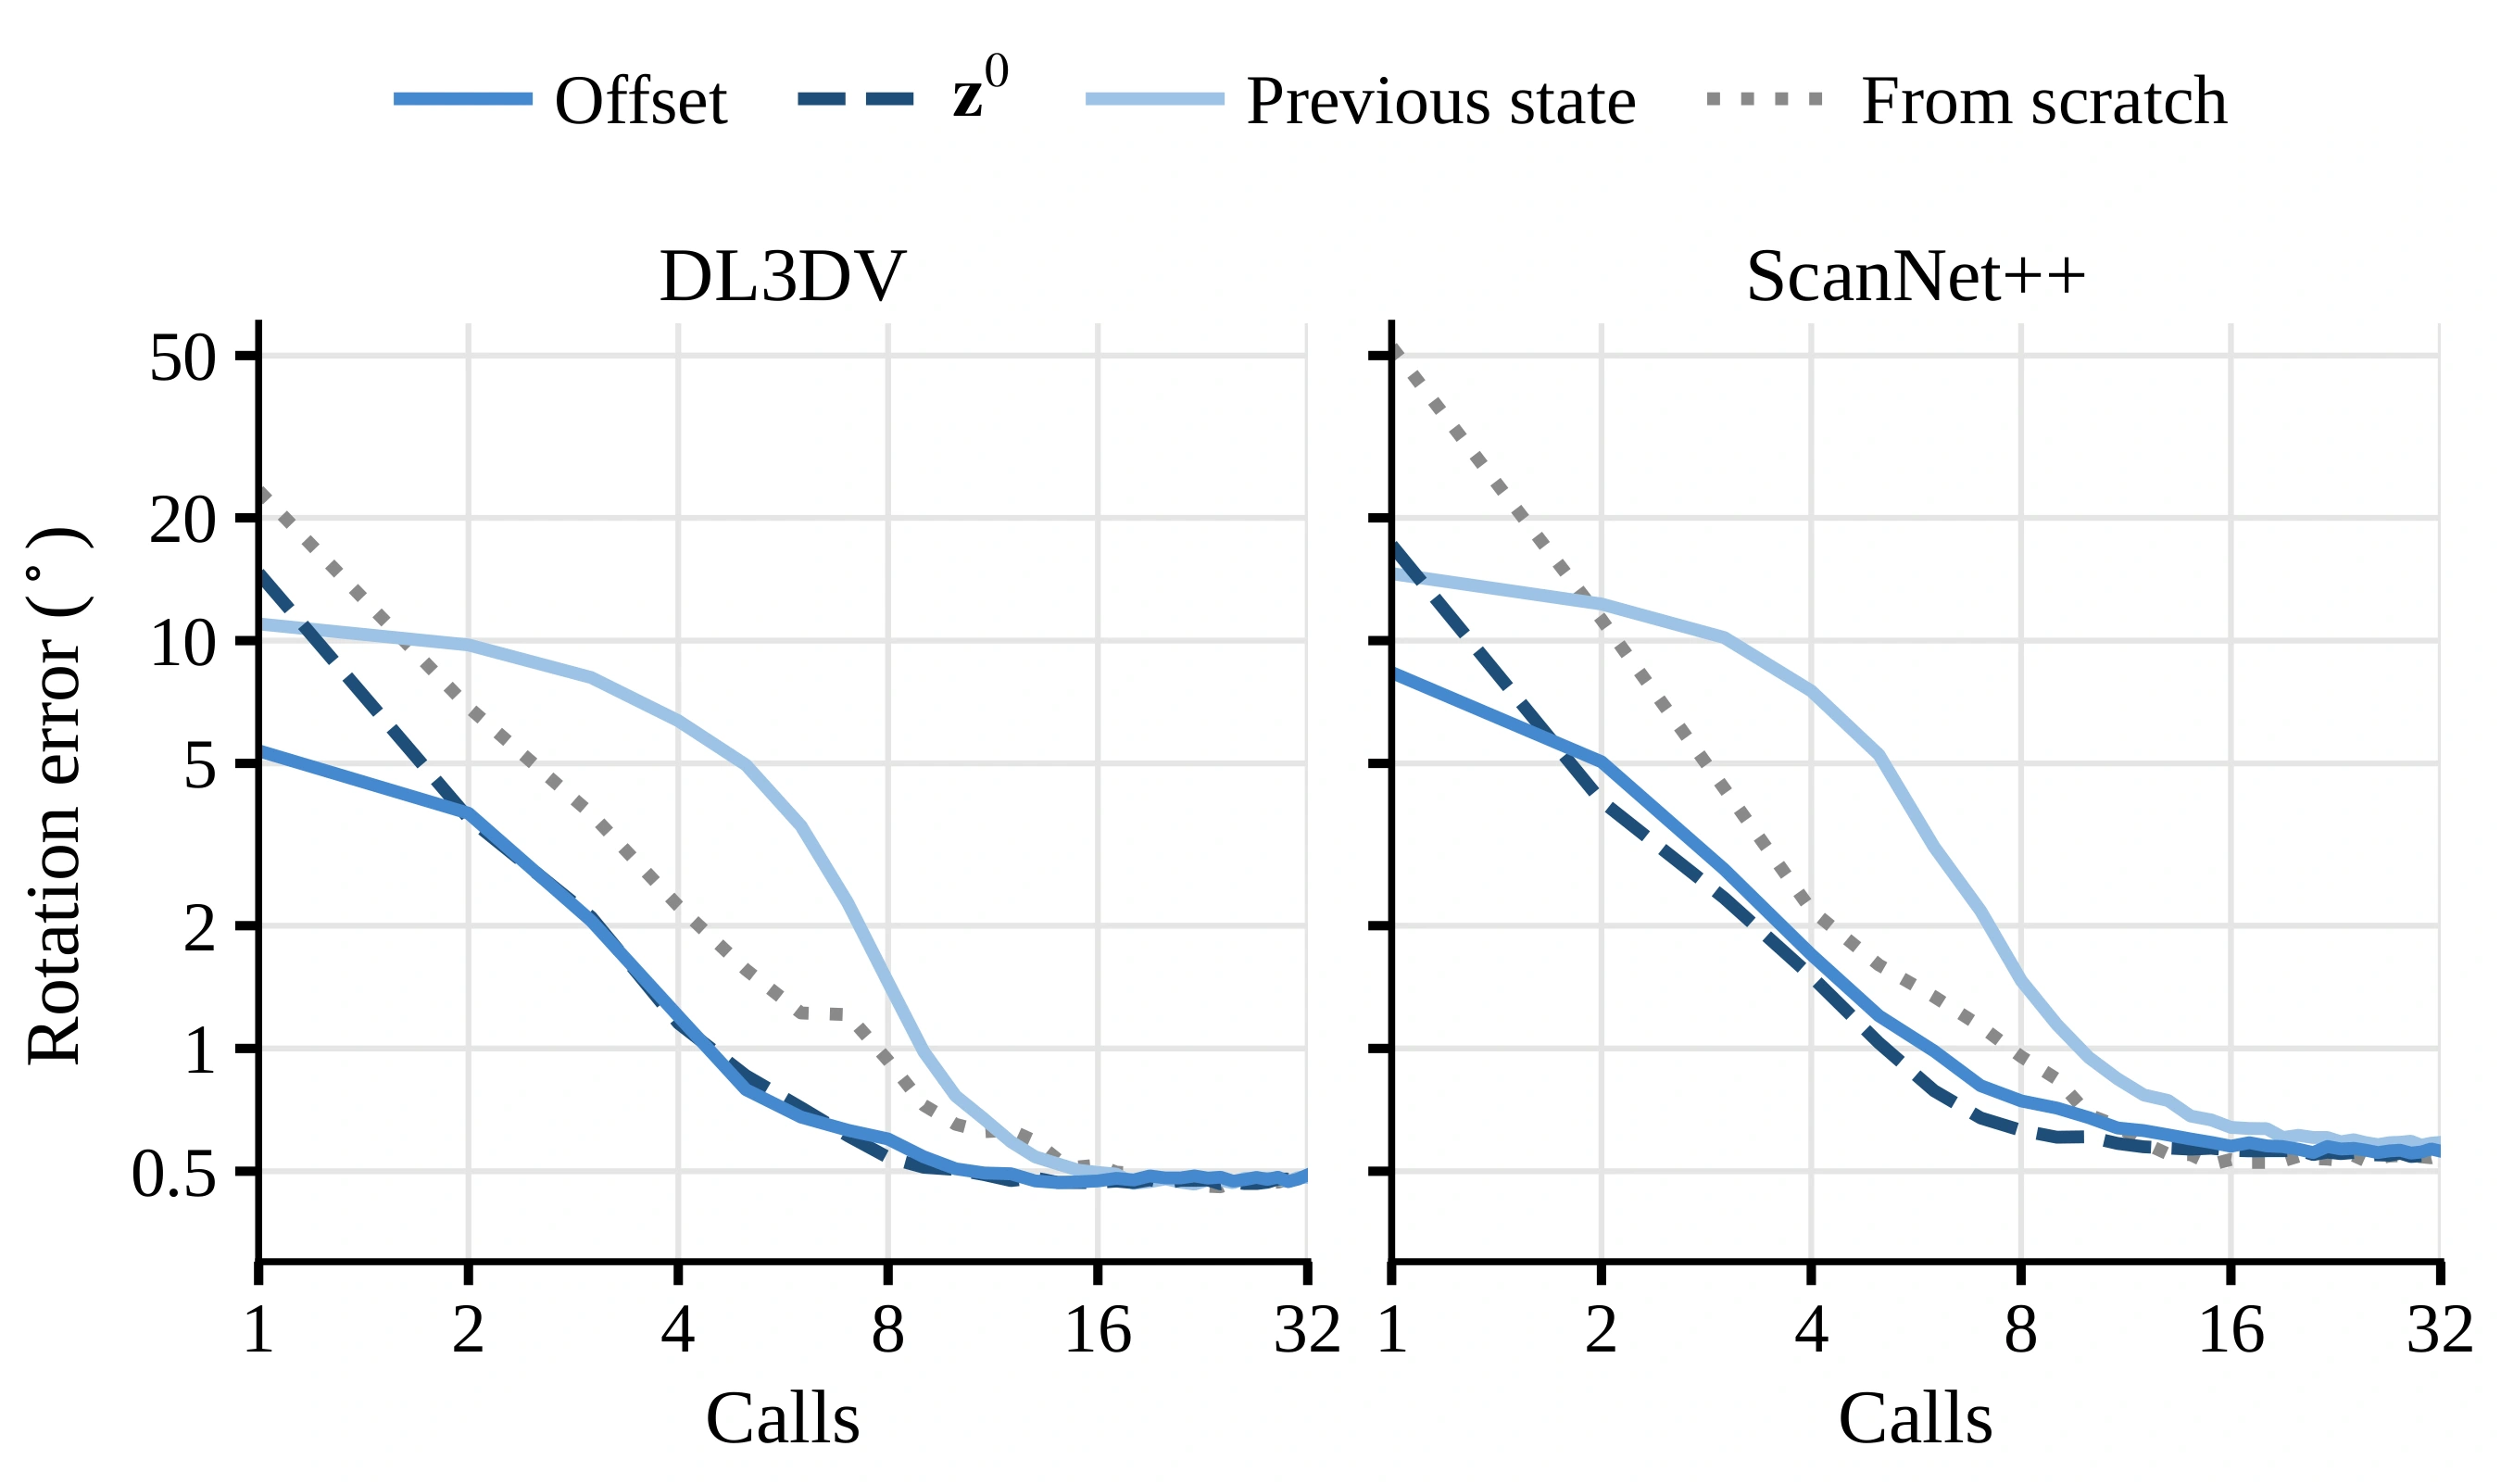 Offset z⁰ Previous state From scratch
DL3DV ScanNet++
Rotation error (°)
50
20
10
5
2
1
0.5
1 2 4 8 16 32 1 2 4 8 16 32
Calls Calls